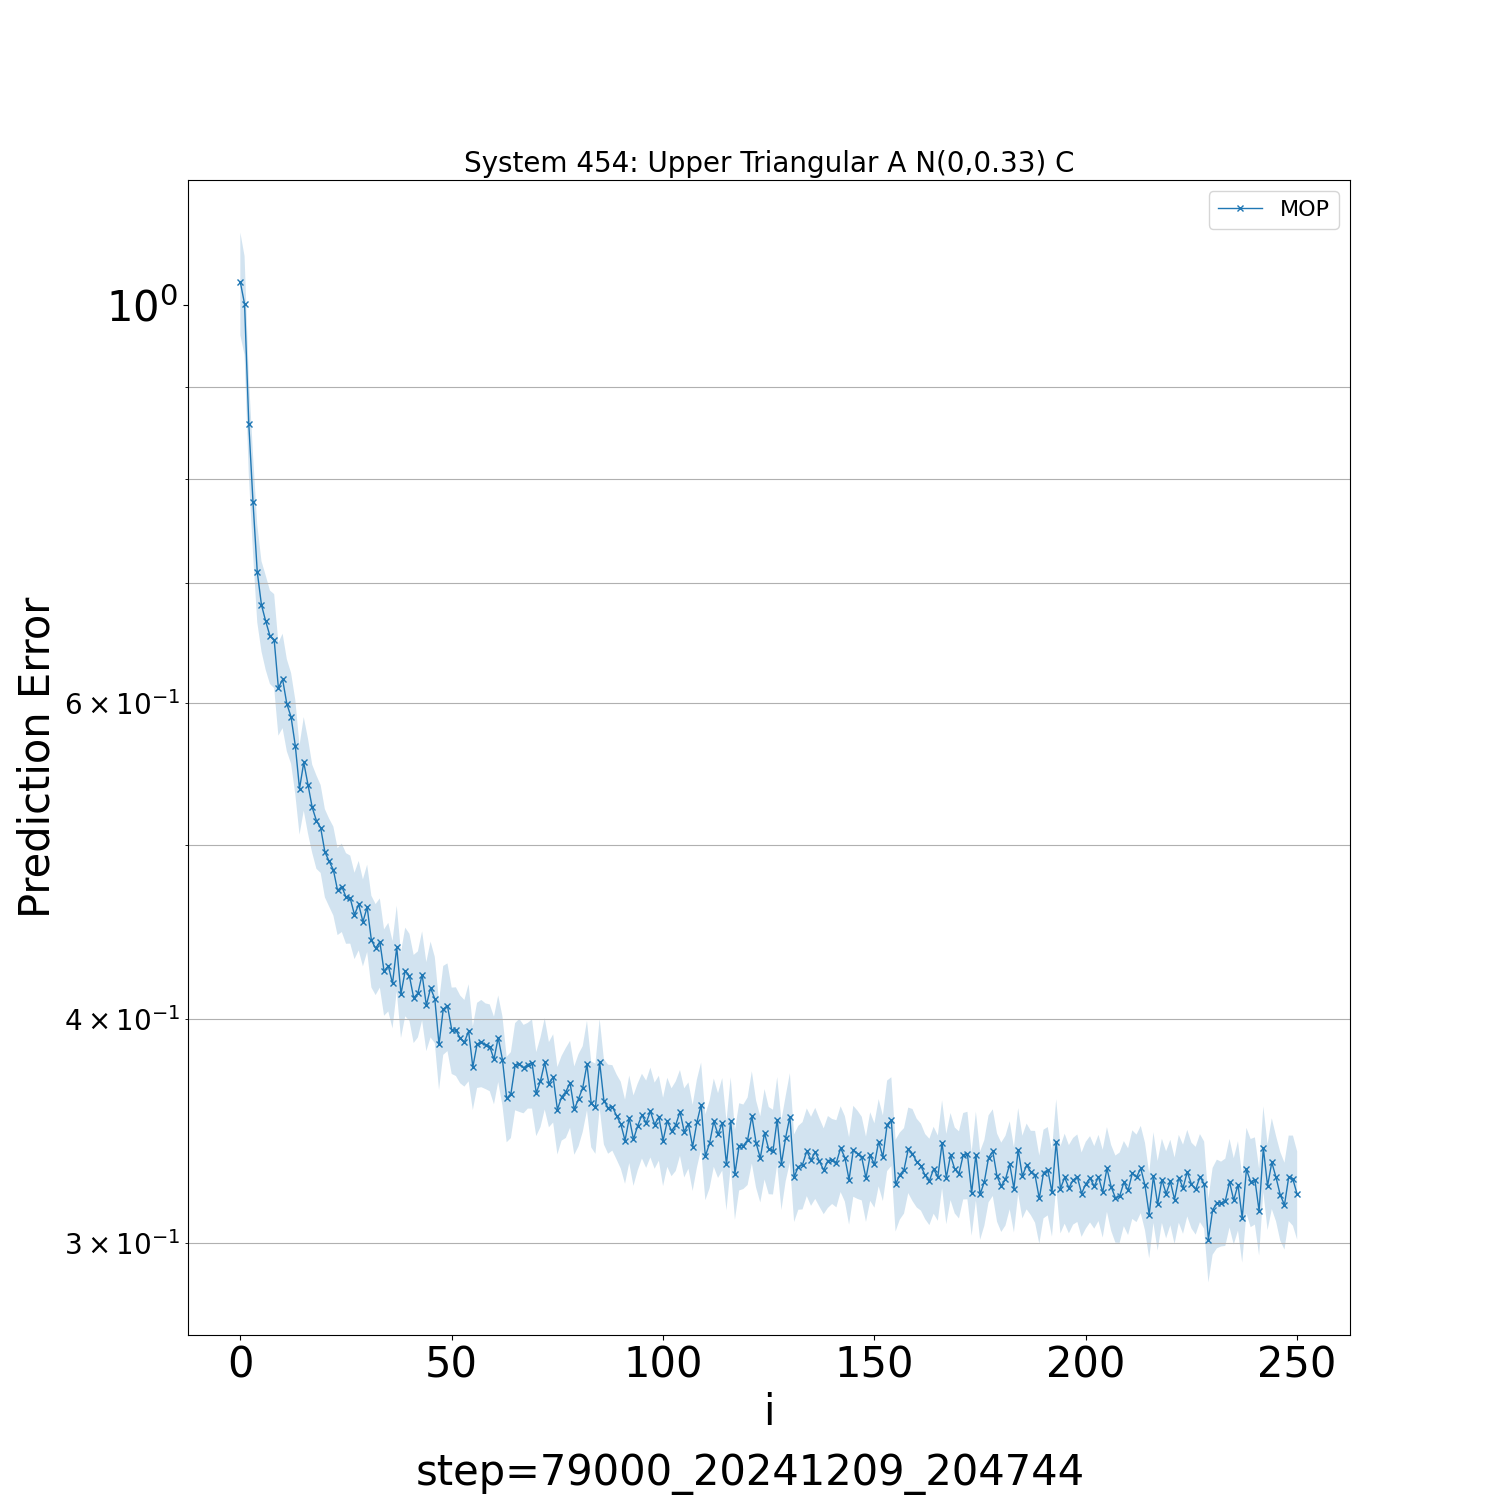 System 454: Upper Triangular A N(0,0.33) C
MOP
10⁰
6 × 10⁻¹
4 × 10⁻¹
3 × 10⁻¹
Prediction Error
0 50 100 150 200 250
i
step=79000_20241209_204744